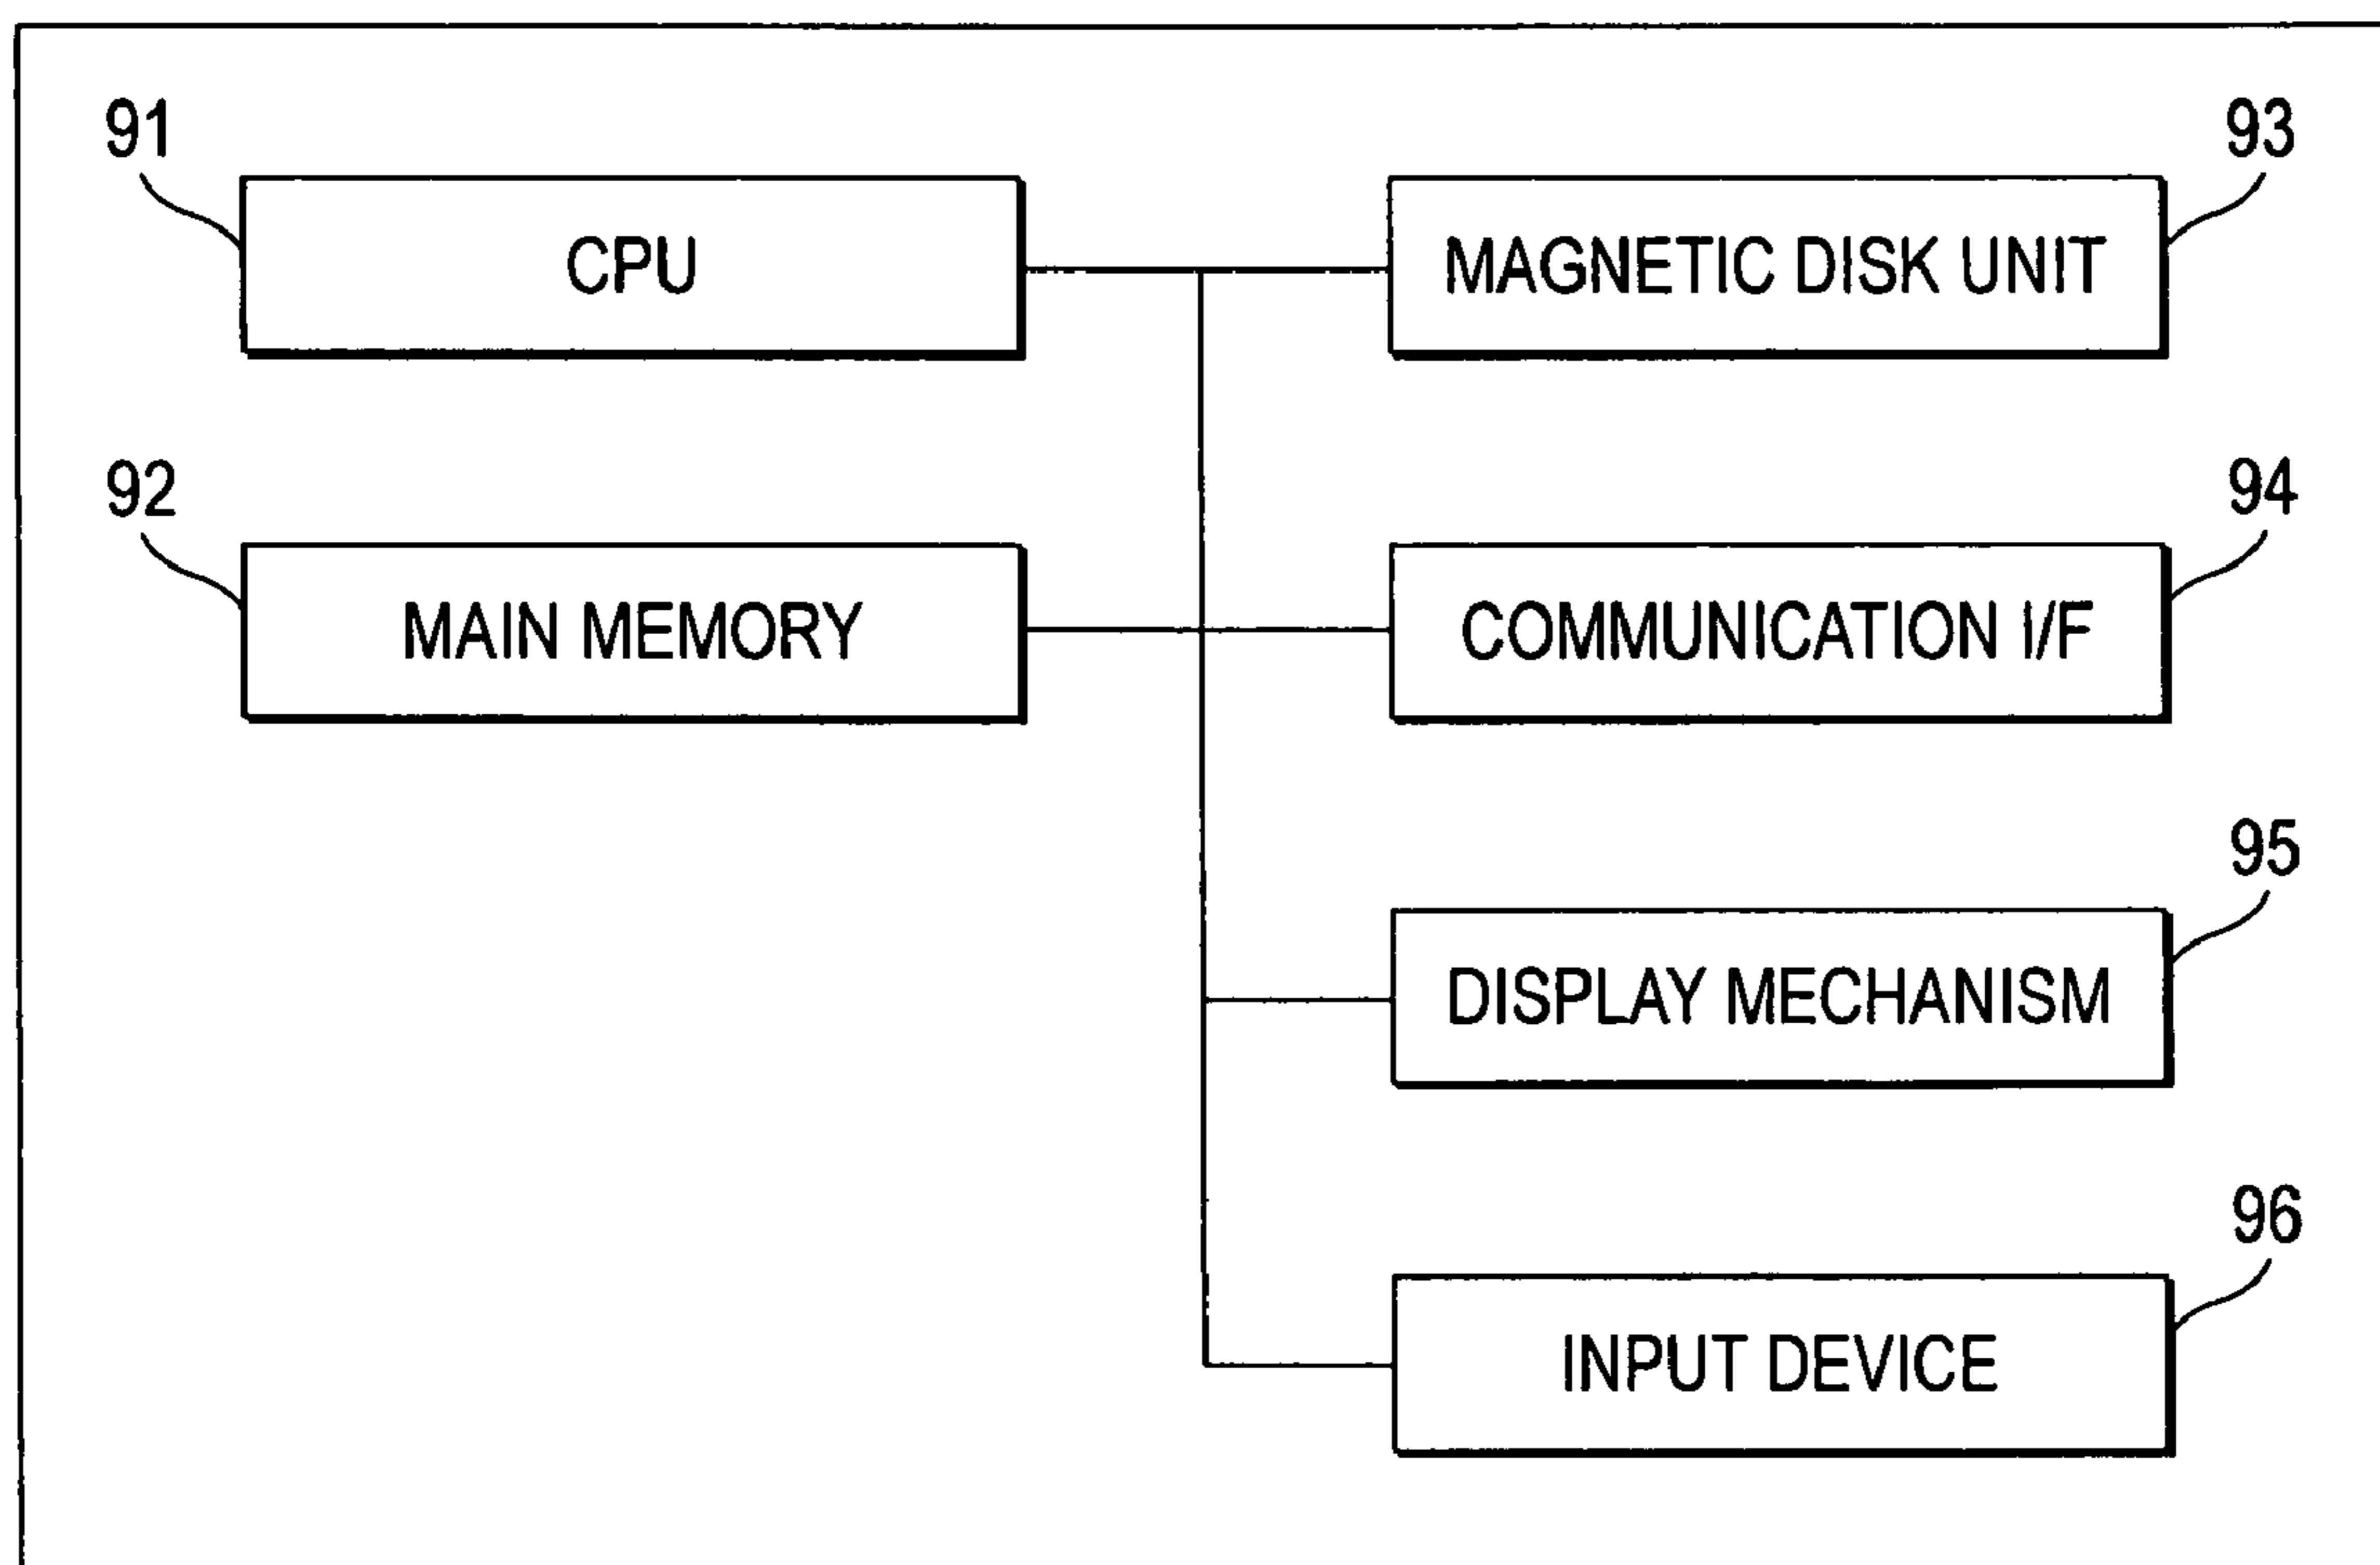 91
CPU
93
MAGNETIC DISK UNIT
92
MAIN MEMORY
94
COMMUNICATION I/F
95
DISPLAY MECHANISM
96
INPUT DEVICE